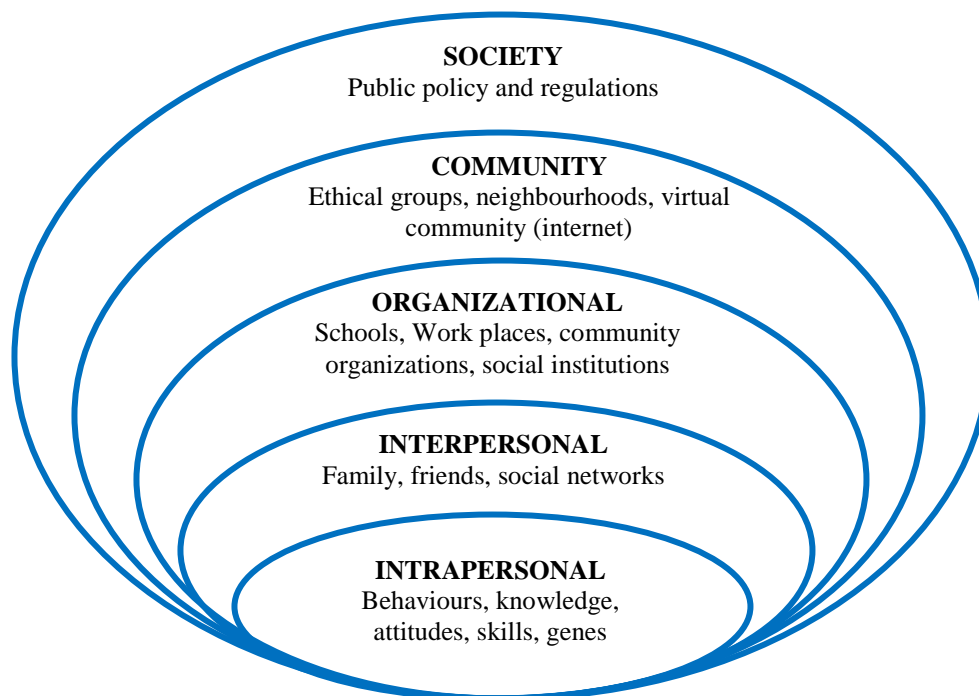 SOCIETY
Public policy and regulations
COMMUNITY
Ethical groups, neighbourhoods, virtual
community (internet)
ORGANIZATIONAL
Schools, Work places, community
organizations, social institutions
INTERPERSONAL
Family, friends, social networks
INTRAPERSONAL
Behaviours, knowledge,
attitudes, skills, genes